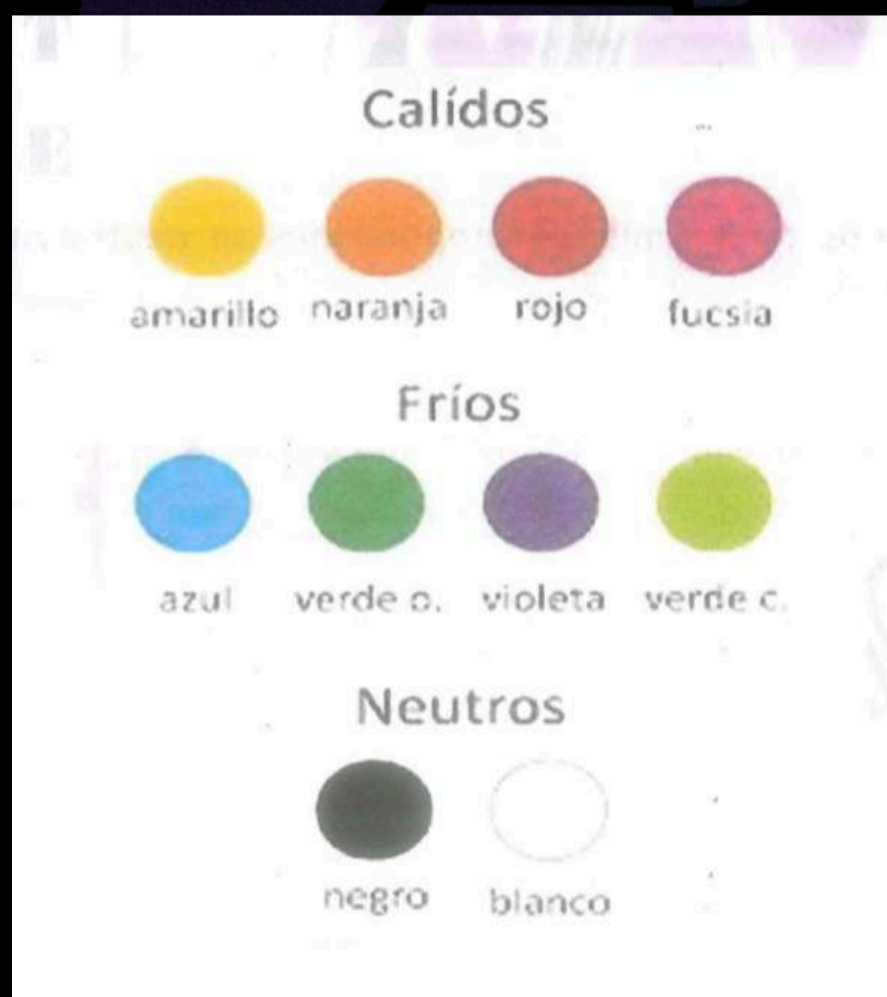 Calídos
amarillo naranja rojo fucsia
Fríos
azul verde o. violeta verde c.
Neutros
negro blanco